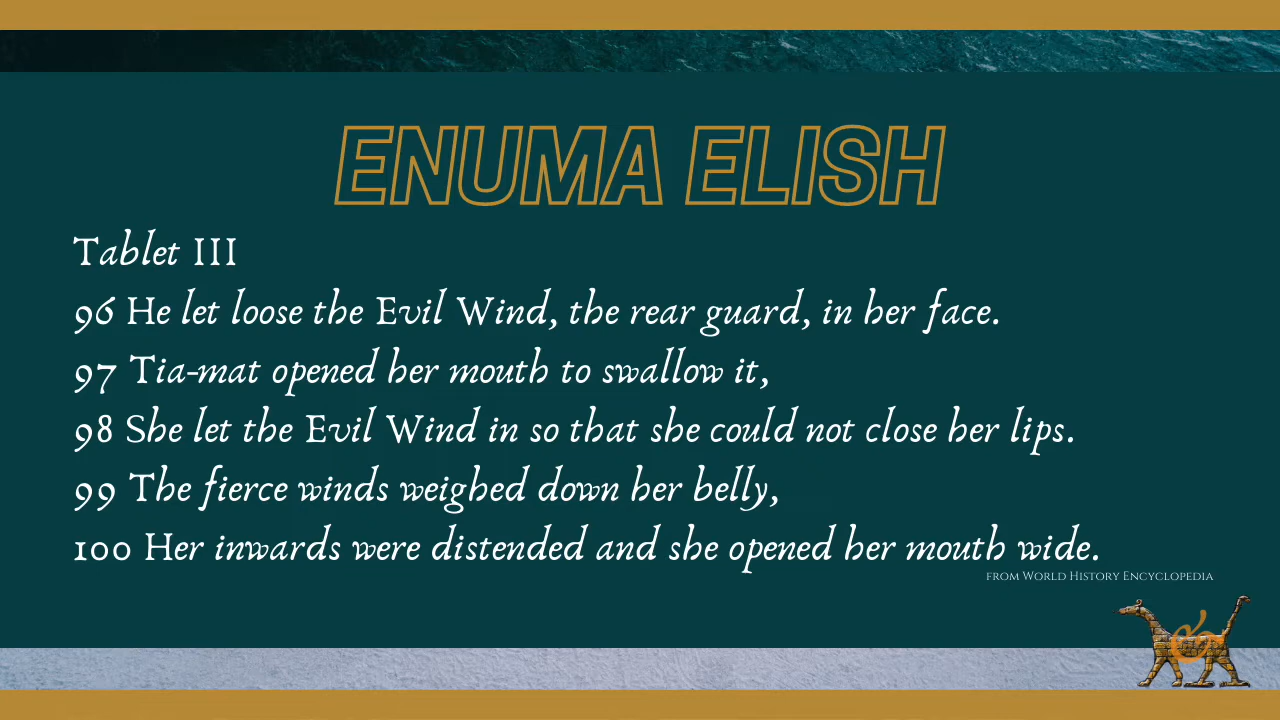 ENUMA ELISH
Tablet III
96 He let loose the Evil Wind, the rear guard, in her face.
97 Tia-mat opened her mouth to swallow it,
98 She let the Evil Wind in so that she could not close her lips.
99 The fierce winds weighed down her belly,
100 Her inwards were distended and she opened her mouth wide.
FROM WORLD HISTORY ENCYCLOPEDIA